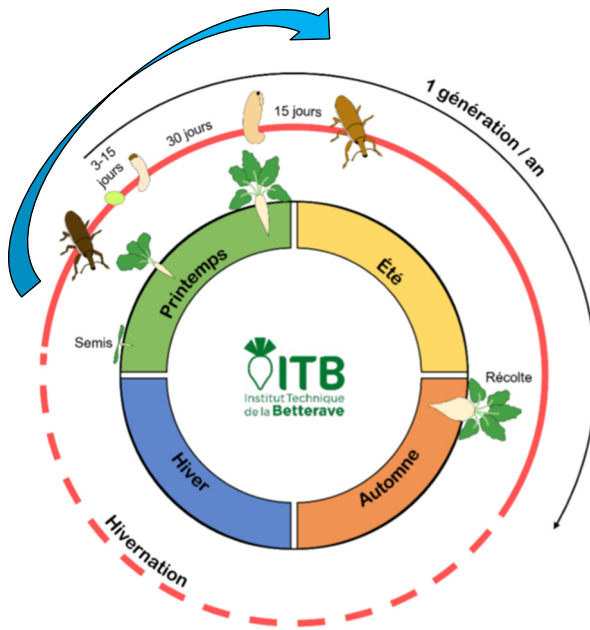 1 génération / an
3-15
jours
30 jours
15 jours
Printemps
Été
Semis
Récolte
ITB
Institut Technique
de la Betterave
Hiver
Automne
Hivernation